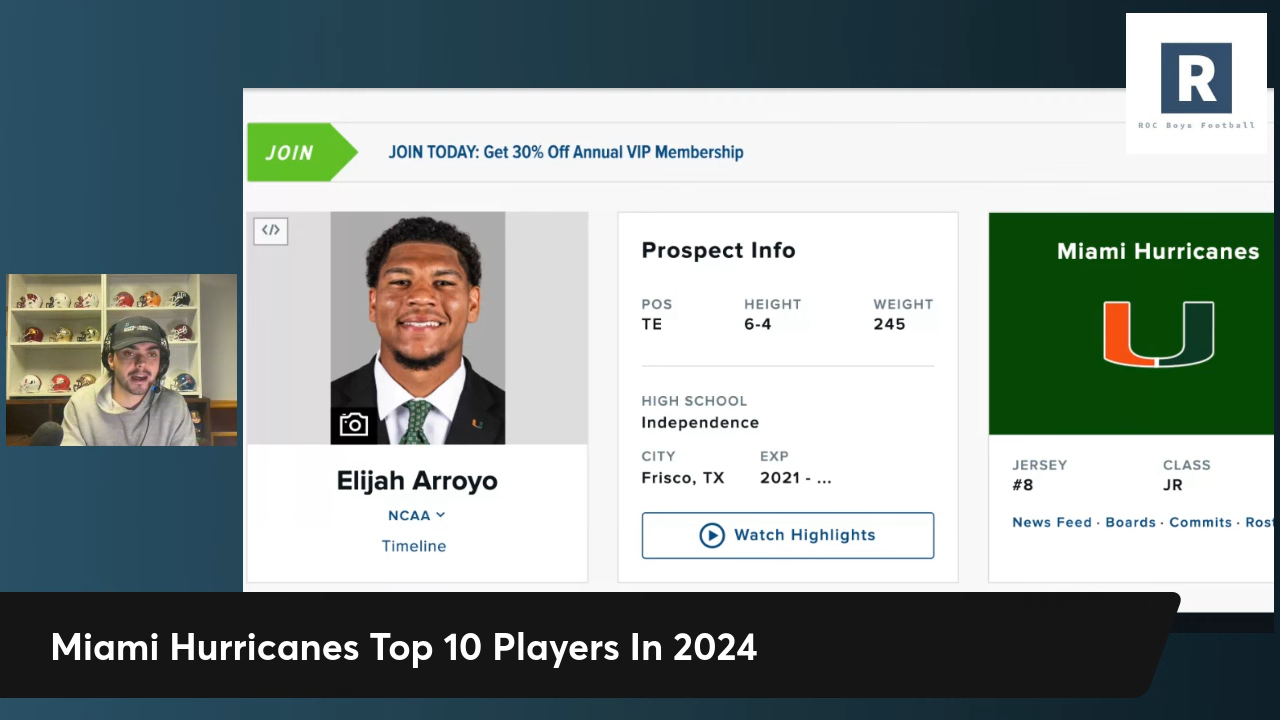 R
ROC Boys Football
JOIN
JOIN TODAY: Get 30% Off Annual VIP Membership
</>
Elijah Arroyo
NCAA
Timeline
Prospect Info
POS HEIGHT WEIGHT
TE 6-4 245
HIGH SCHOOL
Independence
CITY EXP
Frisco, TX 2021 - ...
Watch Highlights
Miami Hurricanes
JERSEY CLASS
#8 JR
News Feed · Boards · Commits · Rost
Miami Hurricanes Top 10 Players In 2024